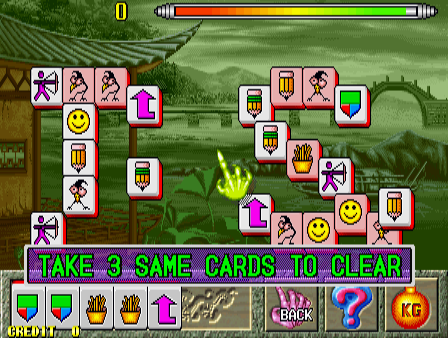 0
TAKE 3 SAME CARDS TO CLEAR
BACK
?
KG
CREDIT 0